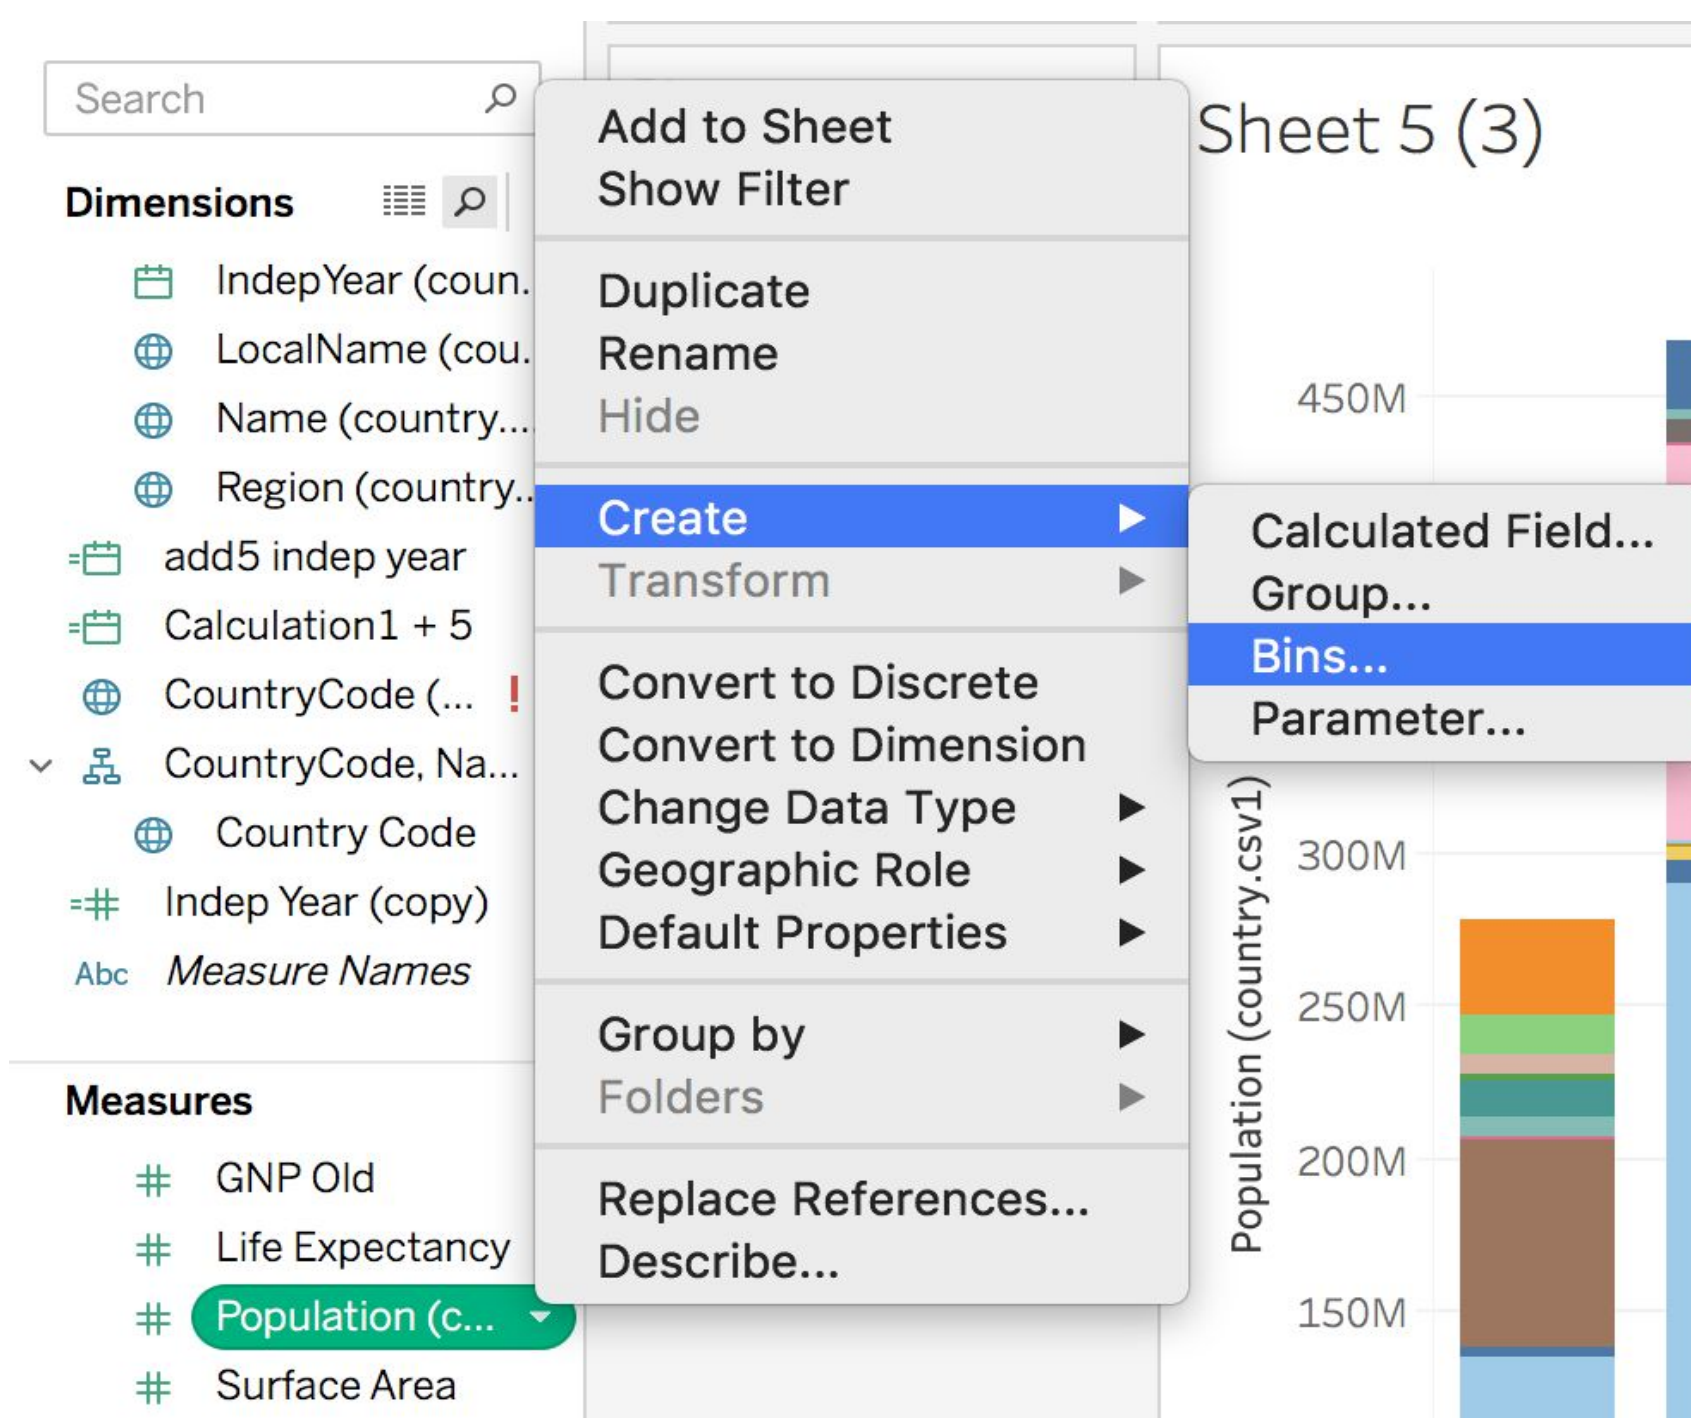 Search
Dimensions
IndepYear (coun.
LocalName (cou.
Name (country...
Region (country..
add5 indep year
Calculation1 + 5
CountryCode (... !
CountryCode, Na...
Country Code
Indep Year (copy)
Abc Measure Names
Measures
GNP Old
Life Expectancy
Population (c...
Surface Area
Add to Sheet
Show Filter
Duplicate
Rename
Hide
Create
Transform
Convert to Discrete
Convert to Dimension
Change Data Type
Geographic Role
Default Properties
Group by
Folders
Replace References...
Describe...
Calculated Field...
Group...
Bins...
Parameter...
Sheet 5 (3)
Population (country.csv1)
450M
300M
250M
200M
150M